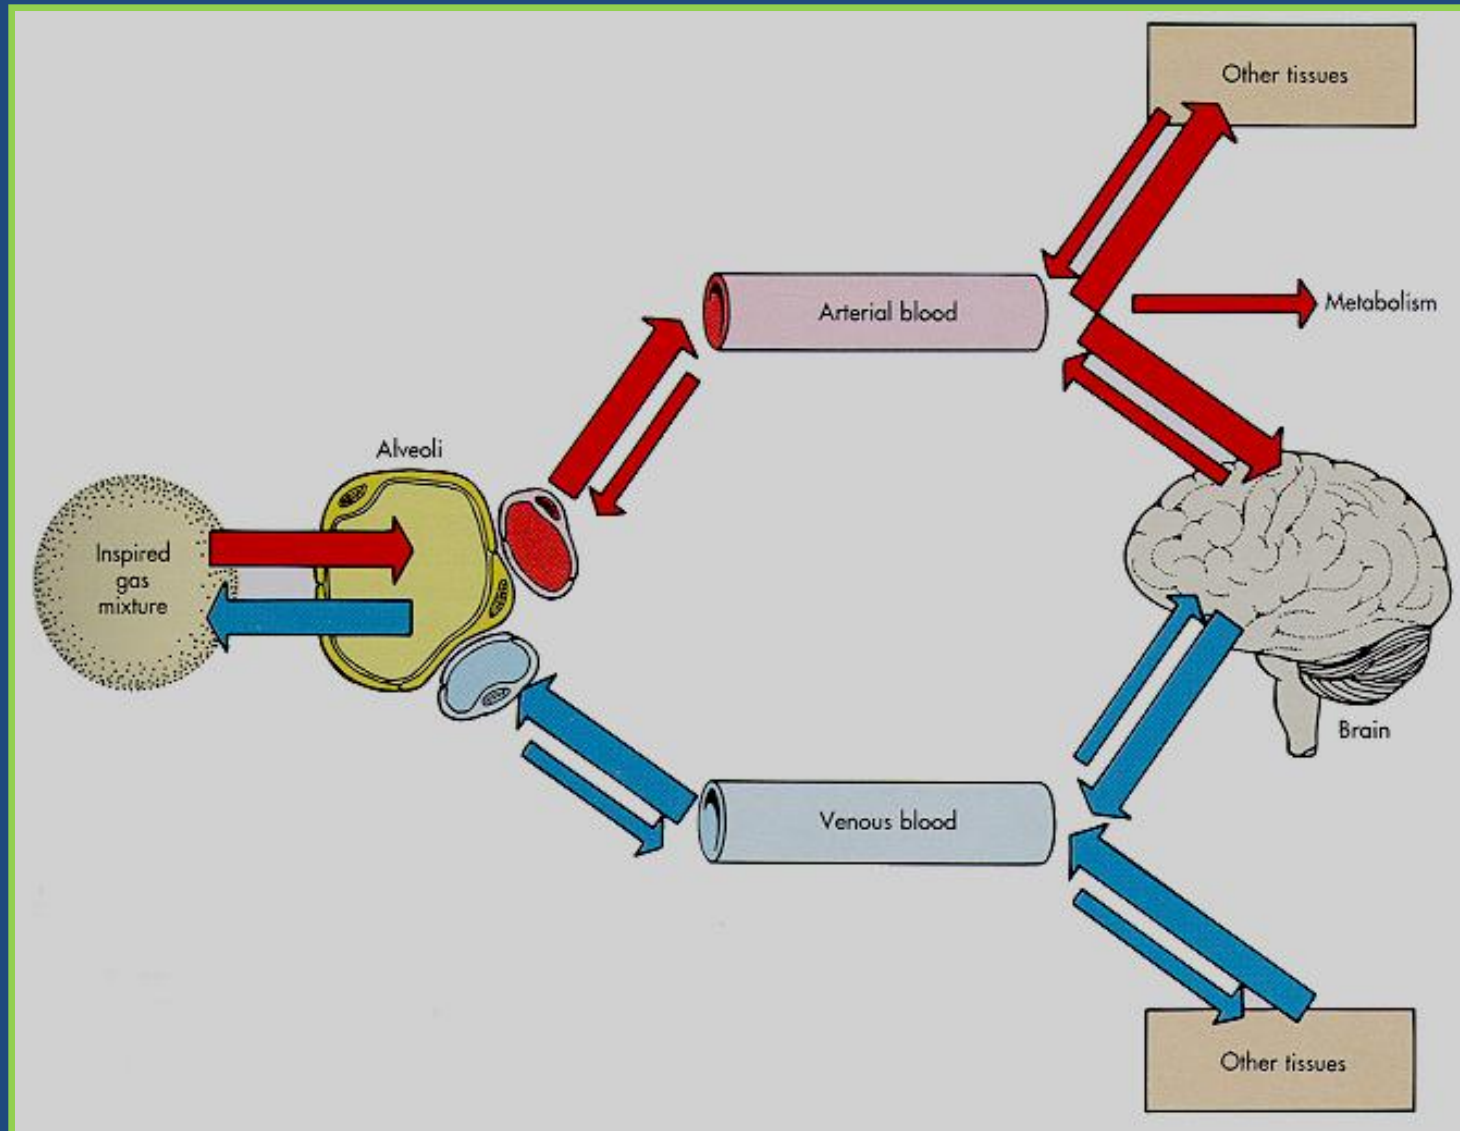 Other tissues
Metabolism
Arterial blood
Alveoli
Inspired
gas
mixture
Brain
Venous blood
Other tissues